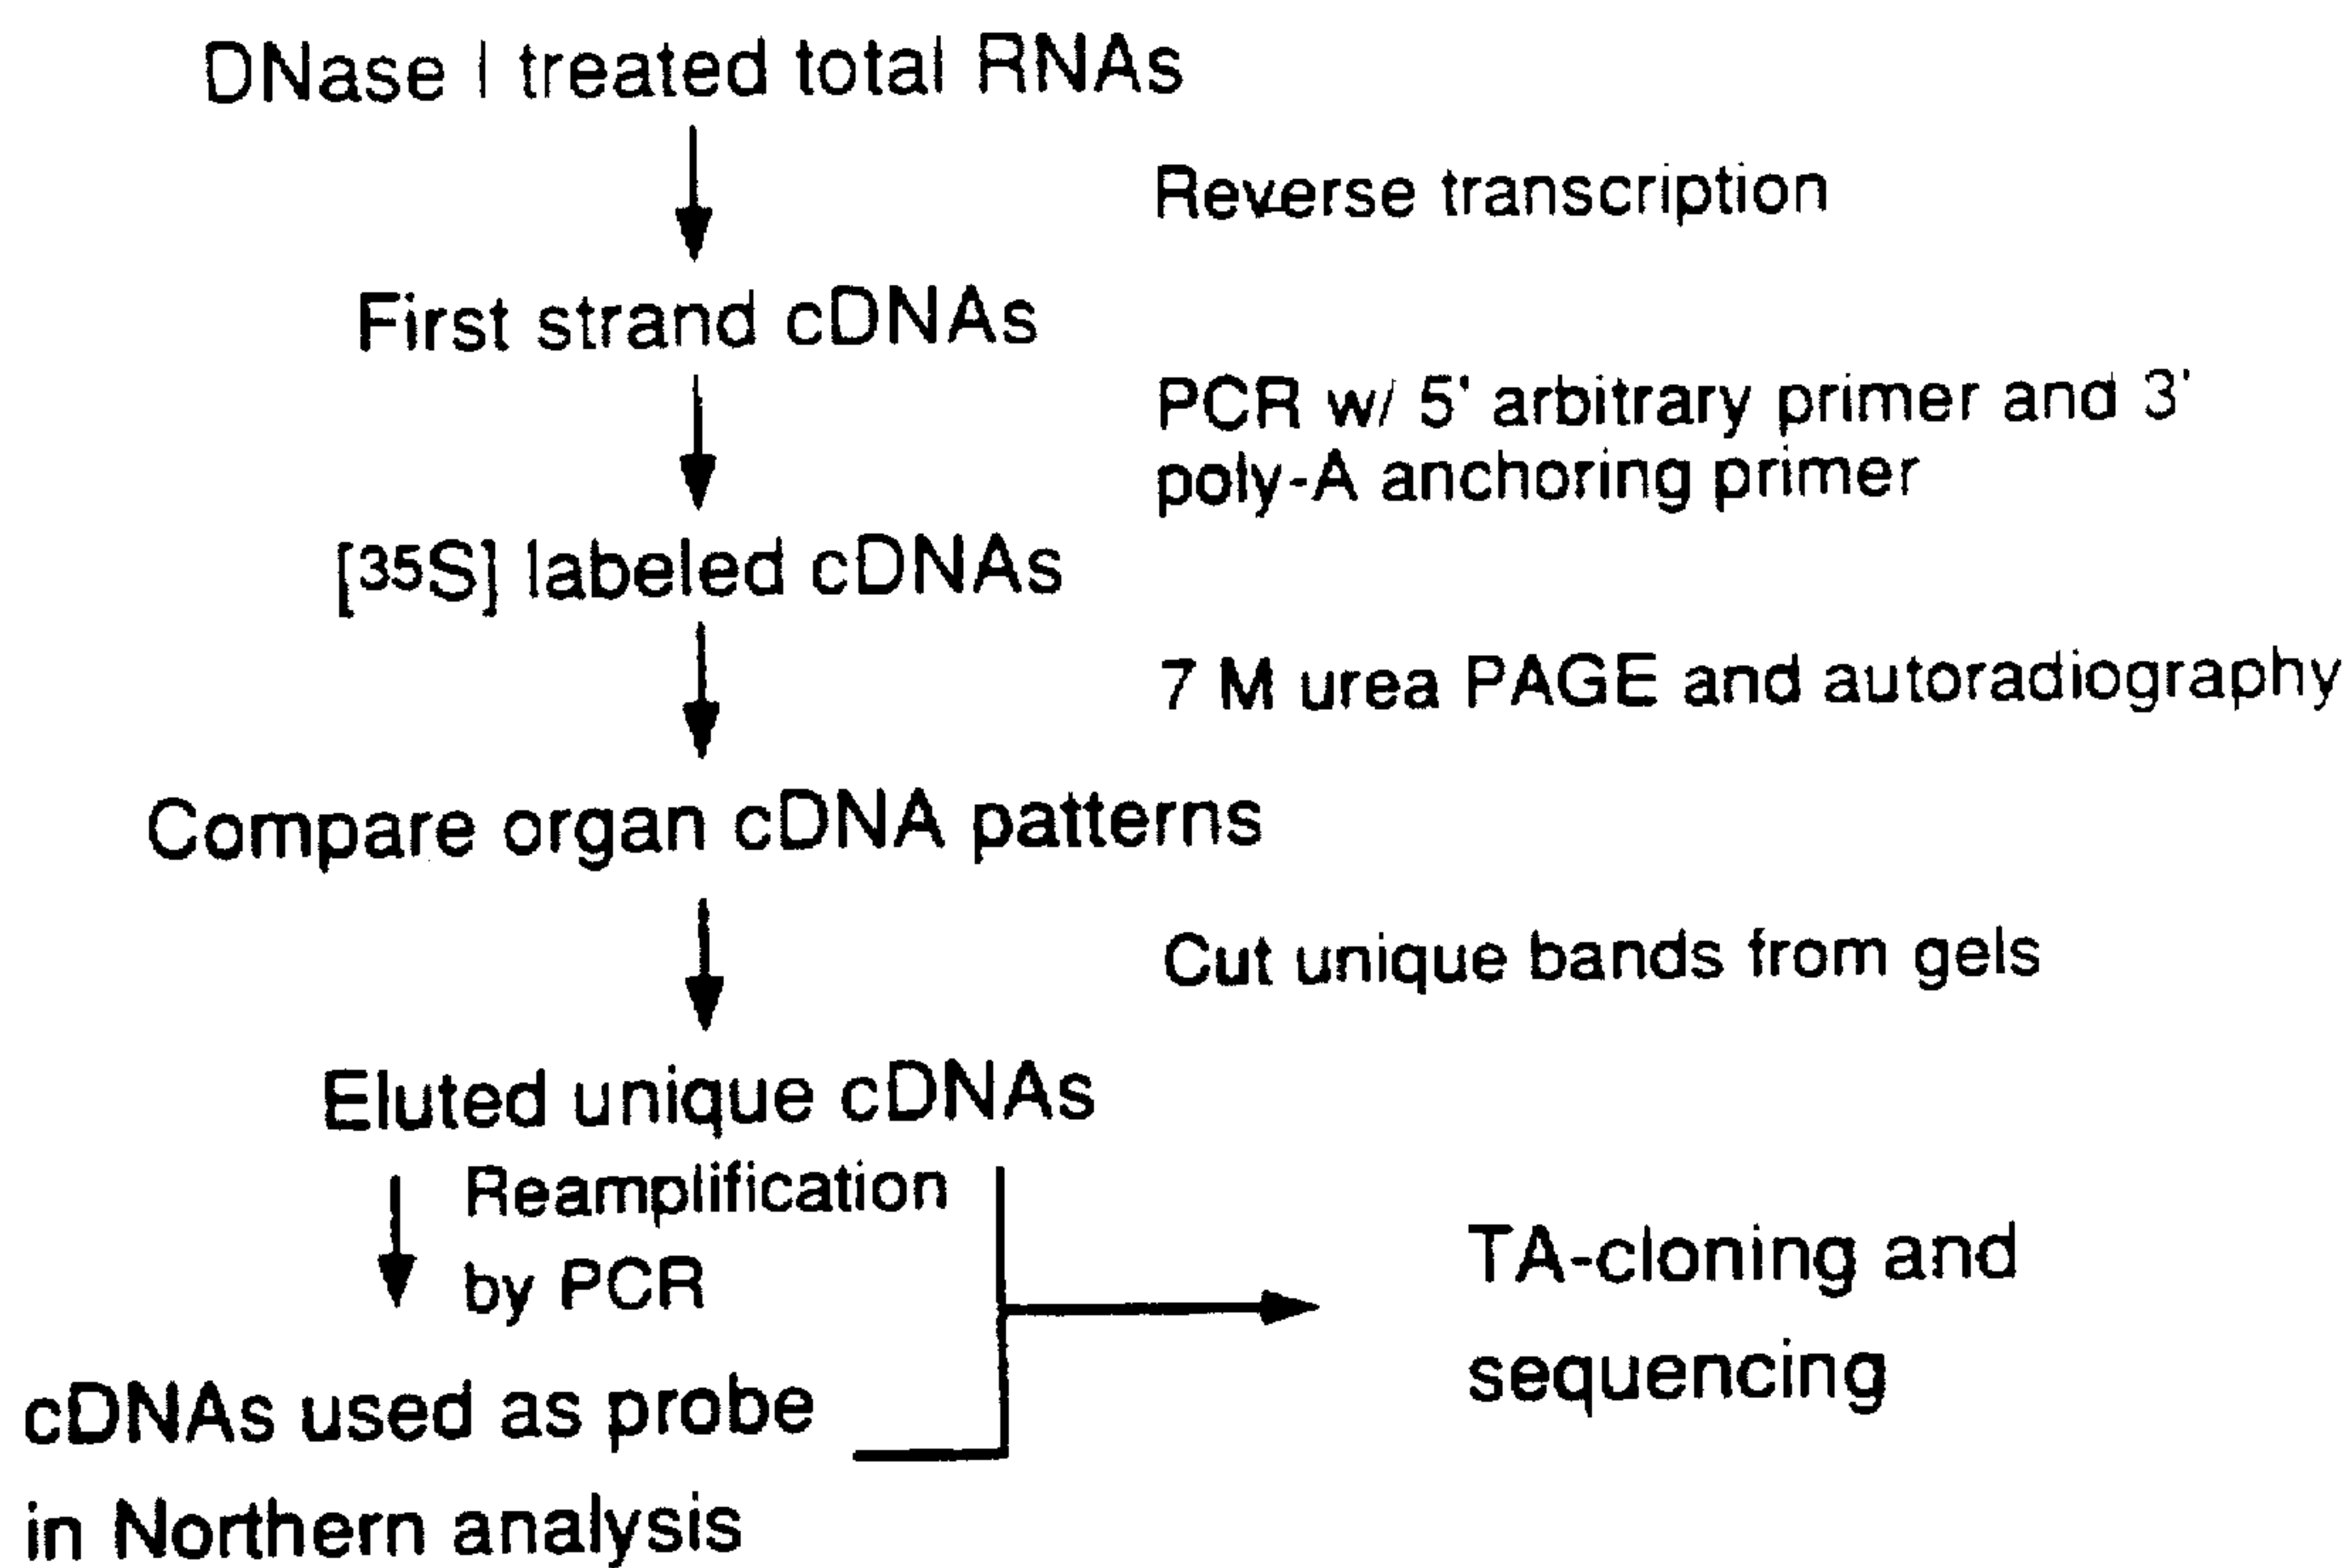 DNase I treated total RNAs
Reverse transcription
First strand cDNAs
PCR w/ 5' arbitrary primer and 3'
poly-A anchoring primer
[35S] labeled cDNAs
7 M urea PAGE and autoradiography
Compare organ cDNA patterns
Cut unique bands from gels
Eluted unique cDNAs
Reamplification
by PCR
TA-cloning and
sequencing
cDNAs used as probe
in Northern analysis